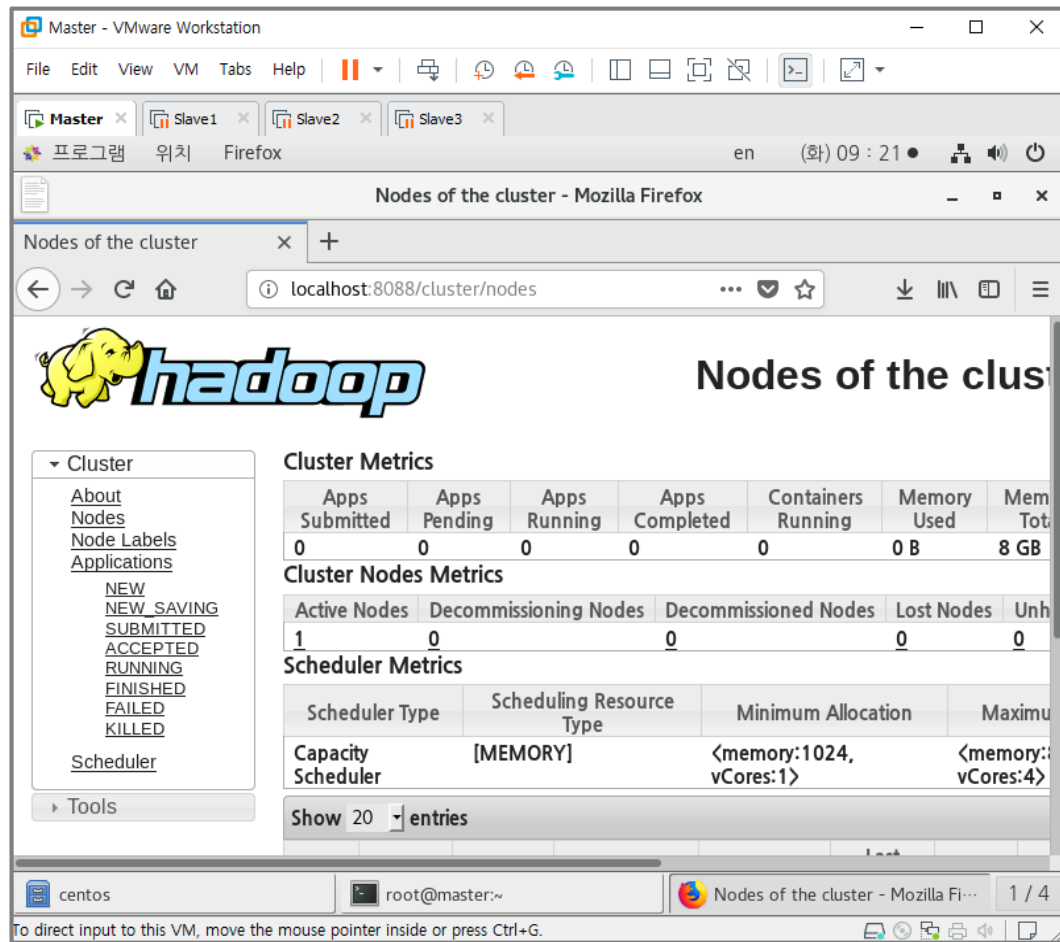 Master - VMware Workstation
File Edit View VM Tabs Help
Master Slave1 Slave2 Slave3
프로그램 위치 Firefox en (화) 09 : 21
Nodes of the cluster - Mozilla Firefox
Nodes of the cluster
localhost:8088/cluster/nodes
hadoop
Nodes of the clust
Cluster
About
Nodes
Node Labels
Applications
NEW
NEW_SAVING
SUBMITTED
ACCEPTED
RUNNING
FINISHED
FAILED
KILLED
Scheduler
Tools
Cluster Metrics
Apps Apps Apps Apps Containers Memory Mem
Submitted Pending Running Completed Running Used Tota
0 0 0 0 0 0 B 8 GB
Cluster Nodes Metrics
Active Nodes Decommissioning Nodes Decommissioned Nodes Lost Nodes Unh
1 0 0 0 0
Scheduler Metrics
Scheduler Type Scheduling Resource Type Minimum Allocation Maximu
Capacity [MEMORY] <memory:1024, <memory:8
Scheduler vCores:1> vCores:4>
Show 20 entries
centos root@master:~ Nodes of the cluster - Mozilla Fi… 1 / 4
To direct input to this VM, move the mouse pointer inside or press Ctrl+G.